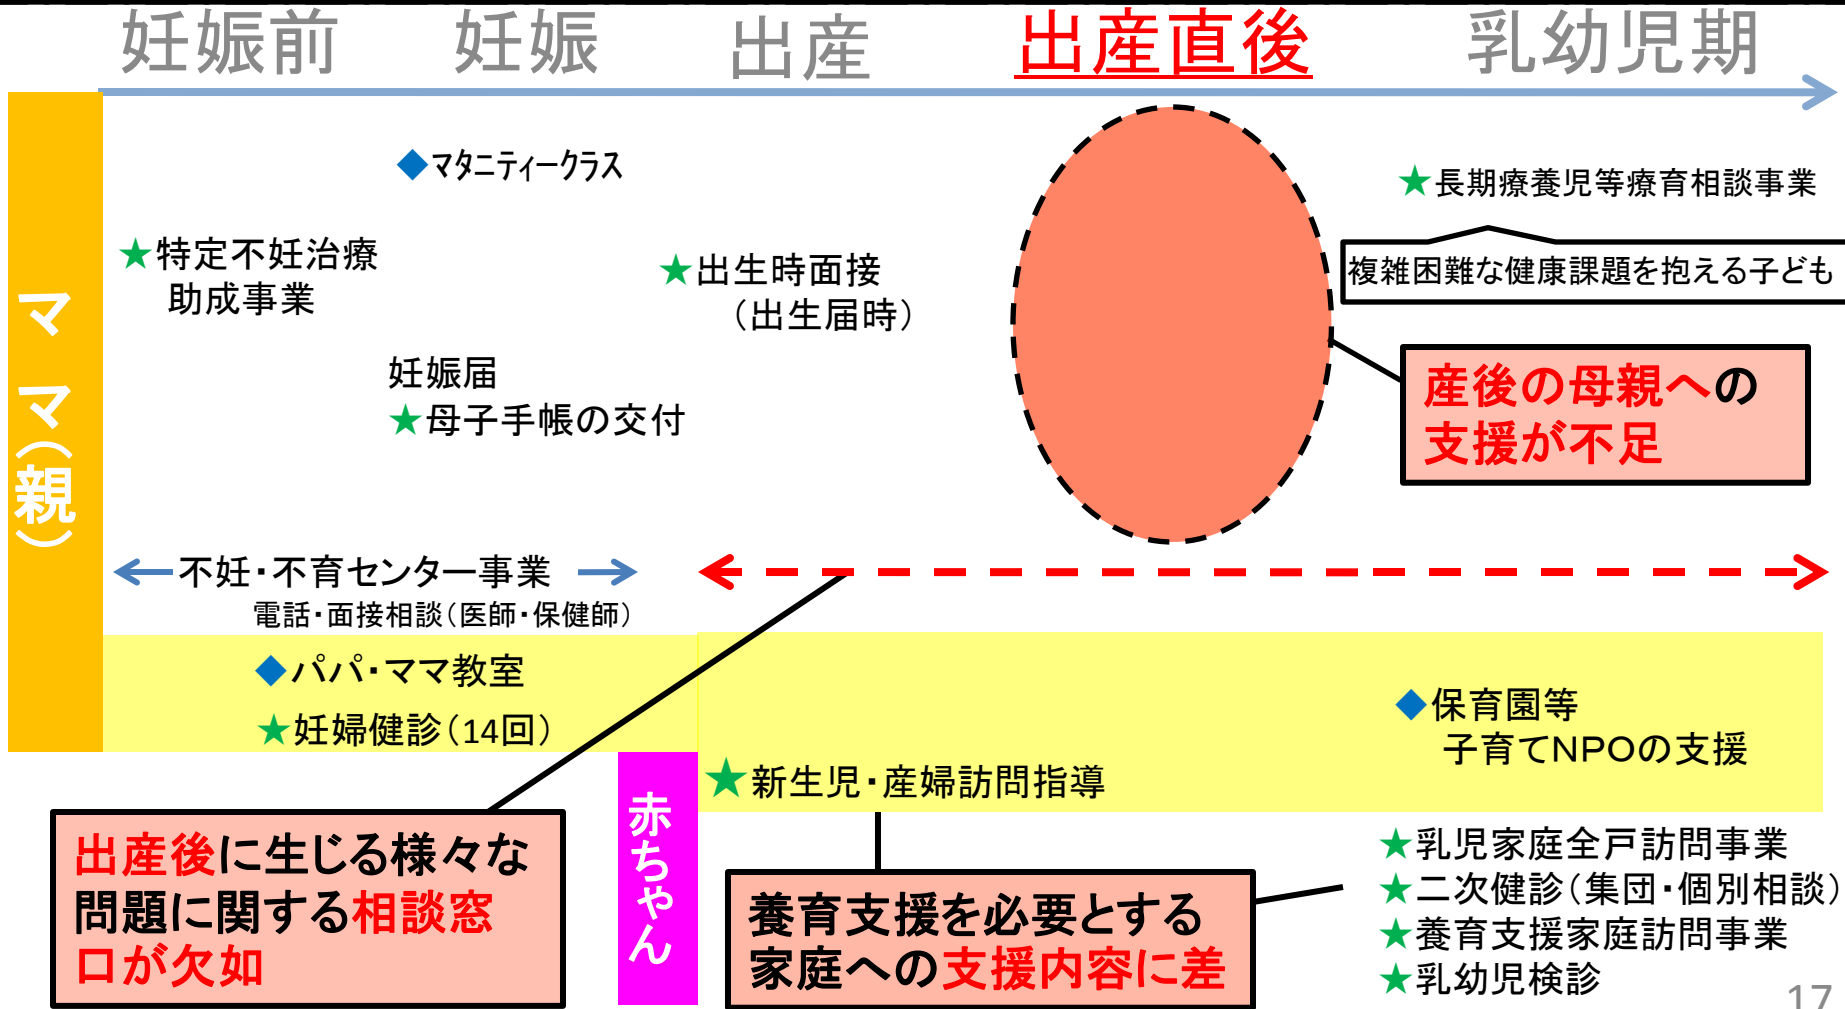 妊娠前 妊娠 出産 出産直後 乳幼児期
ママ(親)
◆マタニティークラス
★長期療養児等療育相談事業
複雑困難な健康課題を抱える子ども
★特定不妊治療
助成事業
★出生時面接
(出生届時)
妊娠届
★母子手帳の交付
産後の母親への
支援が不足
不妊・不育センター事業
電話・面接相談(医師・保健師)
◆パパ・ママ教室
★妊婦健診(14回)
◆保育園等
子育てNPOの支援
赤ちゃん
★新生児・産婦訪問指導
出産後に生じる様々な
問題に関する相談窓
口が欠如
養育支援を必要とする
家庭への支援内容に差
★乳児家庭全戸訪問事業
★二次健診(集団・個別相談)
★養育支援家庭訪問事業
★乳幼児検診
17